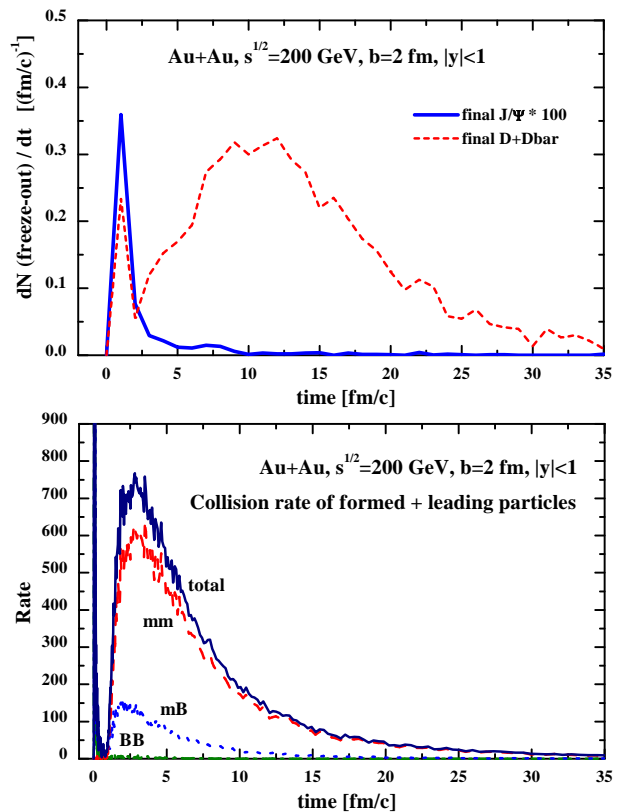 0.5
0.4
0.3
0.2
0.1
0.0
dN (freeze-out) / dt [(fm/c)⁻¹]
Au+Au, s^{1/2}=200 GeV, b=2 fm, |y|<1
final J/Ψ * 100
final D+Dbar
0 5 10 15 20 25 30 35
time [fm/c]
900
800
700
600
500
400
300
200
100
0
Rate
Au+Au, s^{1/2}=200 GeV, b=2 fm, |y|<1
Collision rate of formed + leading particles
total
mm
mB
BB
0 5 10 15 20 25 30 35
time [fm/c]